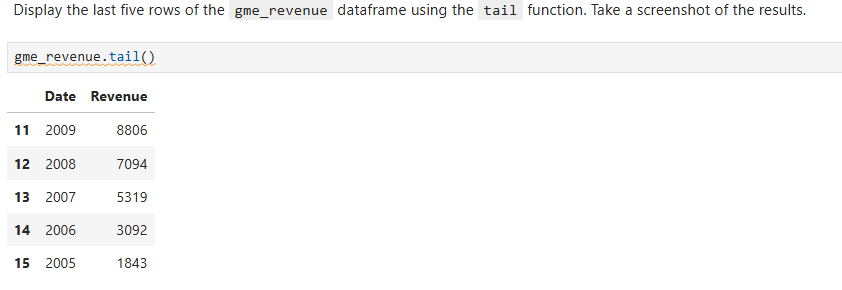 Display the last five rows of the gme_revenue dataframe using the tail function. Take a screenshot of the results.
gme_revenue.tail()
Date Revenue
11 2009 8806
12 2008 7094
13 2007 5319
14 2006 3092
15 2005 1843